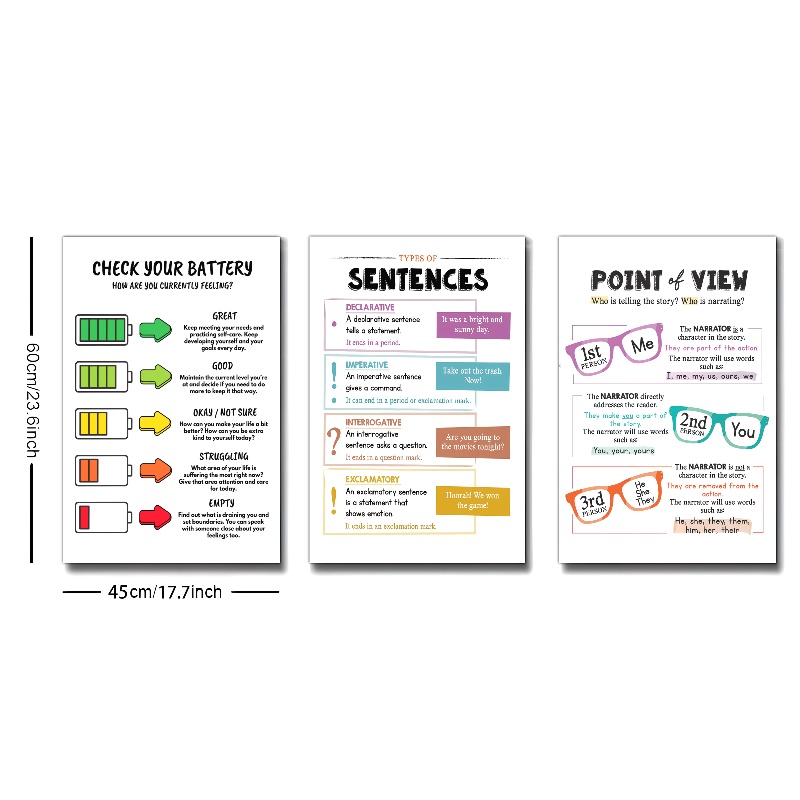 60cm/23.6inch
45cm/17.7inch
CHECK YOUR BATTERY
HOW ARE YOU CURRENTLY FEELING?
GREAT
Keep meeting your needs and
practicing self-care. Keep
developing yourself and your
goals every day.
GOOD
Maintain the current level you're
at and decide if you need to do
more to keep it that way.
OKAY / NOT SURE
How can you make your life a bit
better? How can you be extra
kind to yourself today?
STRUGGLING
What area of your life is
suffering the most right now?
Give that area attention and care
for today.
EMPTY
Find out what is draining you and
set boundaries. You can speak
with someone close about your
feelings too.
TYPES OF
SENTENCES
DECLARATIVE
A declarative sentence
tells a statement.
It ends in a period.
It was a bright and
sunny day.
IMPERATIVE
An imperative sentence
gives a command.
It can end in a period or exclamation mark.
Take out the trash
Now!
INTERROGATIVE
An interrogative
sentence asks a question.
It ends in a question mark.
Are you going to
the movies tonight?
EXCLAMATORY
An exclamatory sentence
is a statement that
shows emotion.
It ends in an exclamation mark.
Hoorah! We won
the game!
POINT of VIEW
Who is telling the story? Who is narrating?
1st
PERSON
Me
The NARRATOR is a
character in the story.
They are part of the action
The narrator will use words
such as:
I, me, my, us, ours, we
The NARRATOR directly
addresses the reader.
They make you a part of
the story.
The narrator will use words
such as:
You, your, yours
2nd
PERSON
You
3rd
PERSON
He
She
They
The NARRATOR is not a
character in the story.
They are removed from the
action.
The narrator will use words
such as:
He, she, they, them,
him, her, their